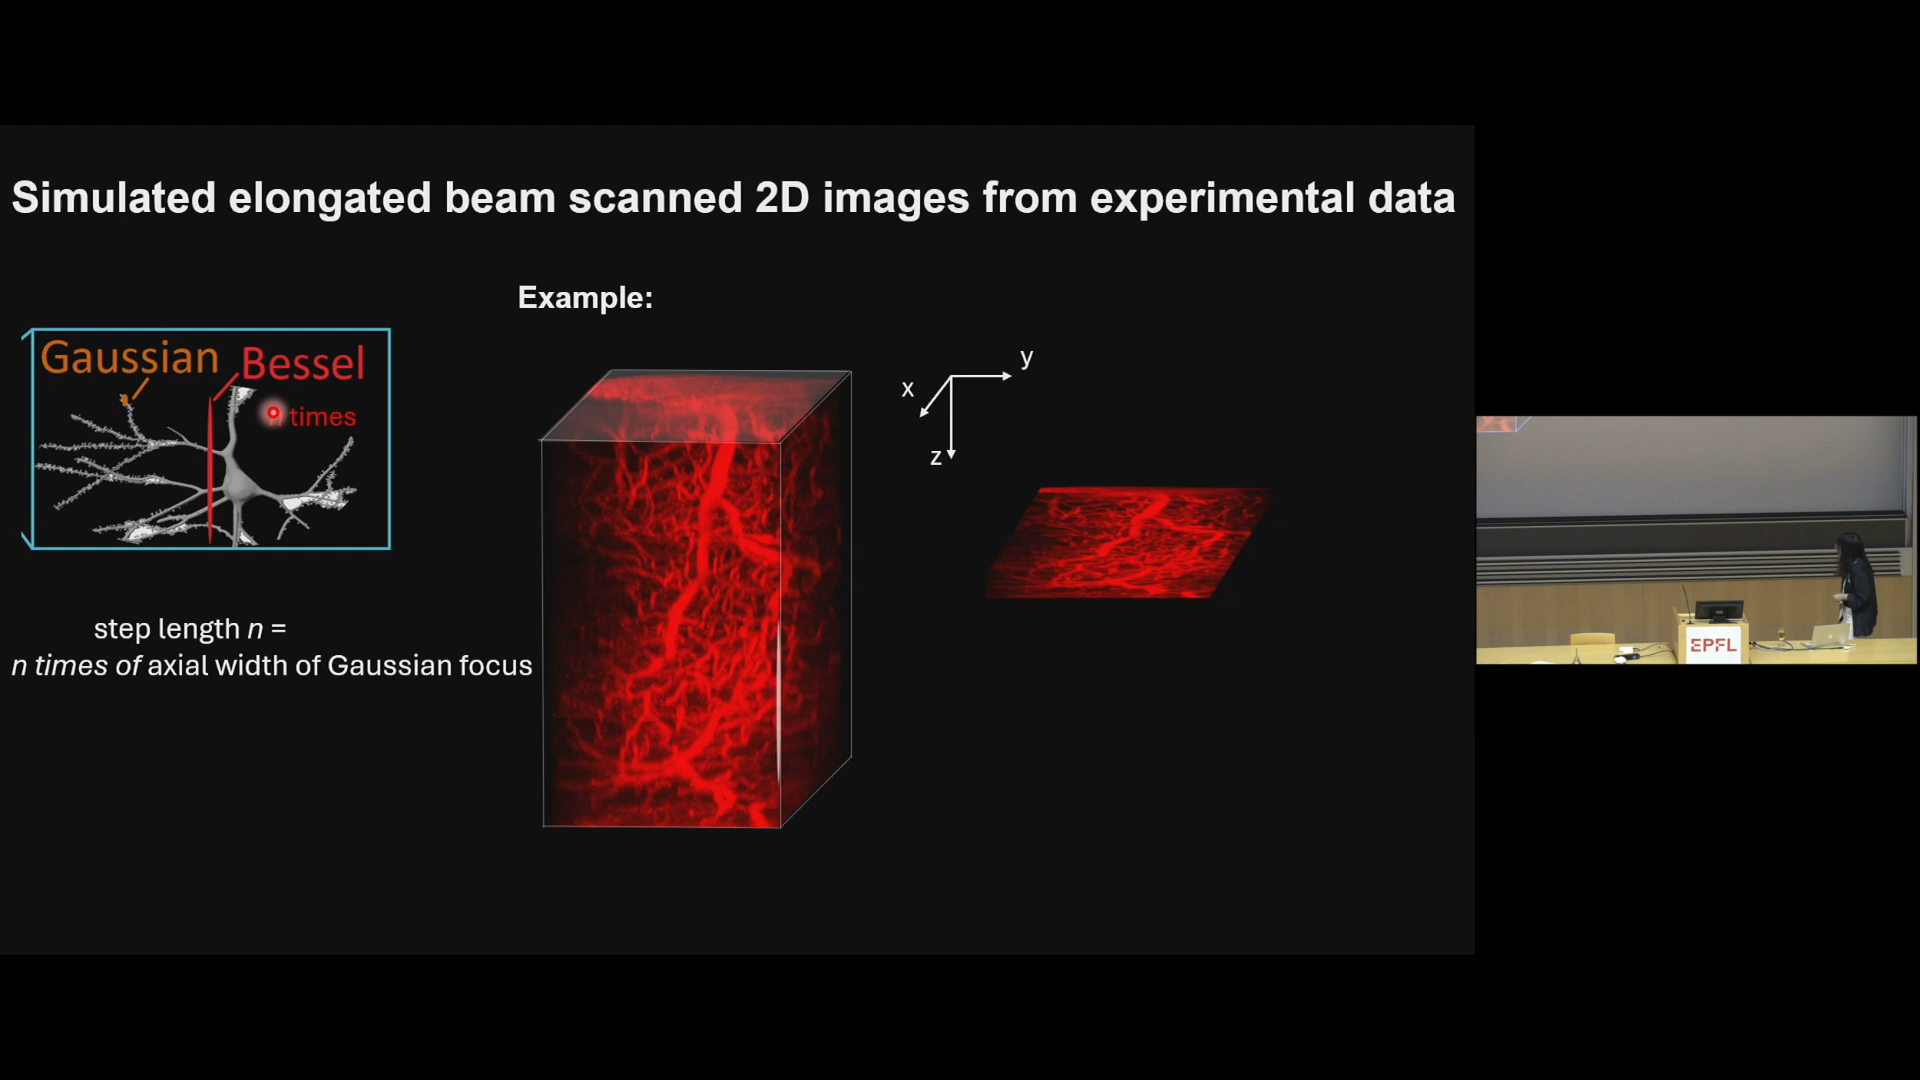 Simulated elongated beam scanned 2D images from experimental data
Example:
Gaussian
Bessel
times
step length n =
n times of axial width of Gaussian focus
y
x
z
EPFL